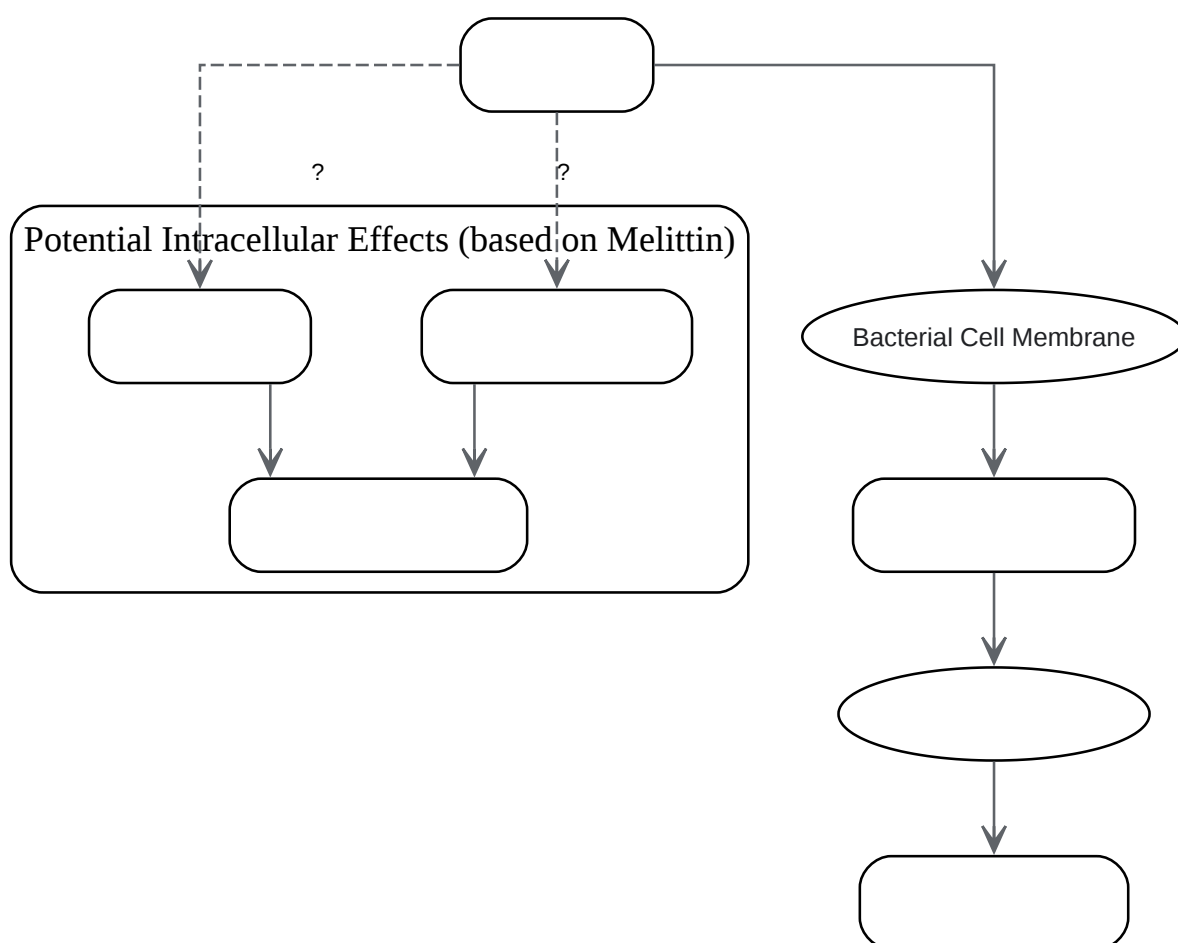 ?
?
Potential Intracellular Effects (based on Melittin)
Bacterial Cell Membrane